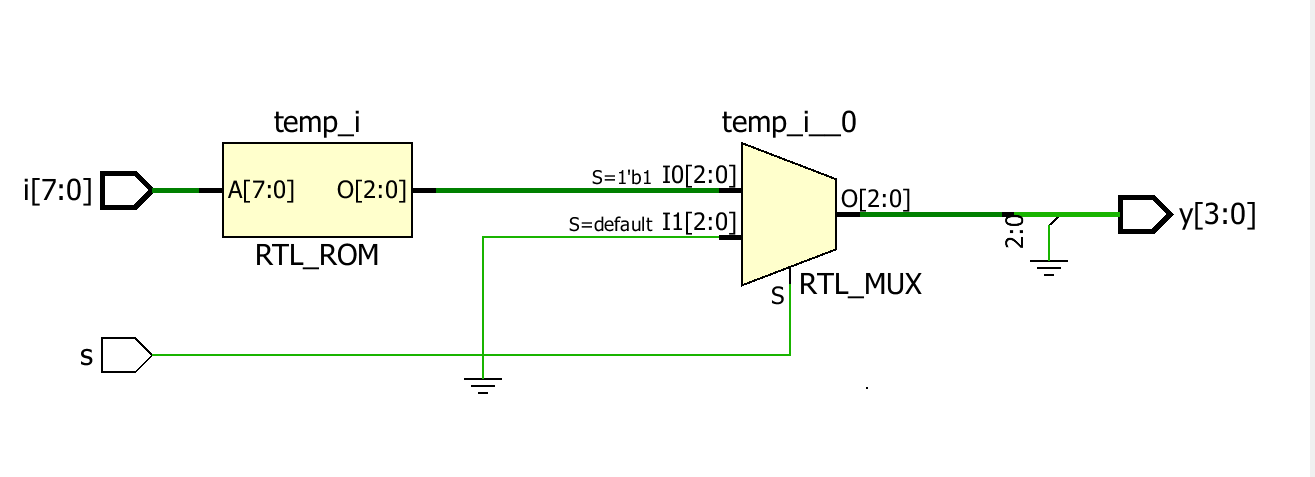 temp_i
temp_i__0
i[7:0]
A[7:0]
O[2:0]
S=1'b1
I0[2:0]
S=default
I1[2:0]
O[2:0]
2:0
y[3:0]
RTL_ROM
S
RTL_MUX
s